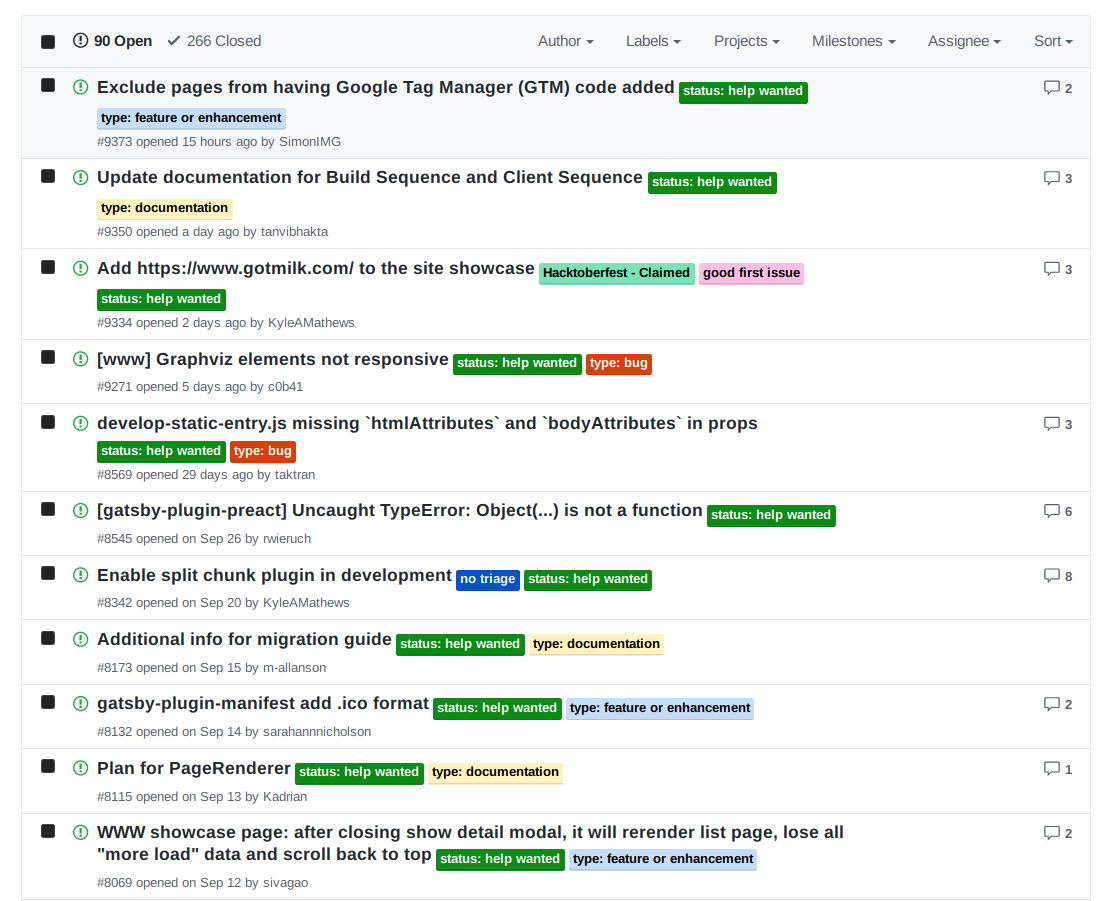 90 Open 266 Closed Author Labels Projects Milestones Assignee Sort
Exclude pages from having Google Tag Manager (GTM) code added status: help wanted 2
type: feature or enhancement
#9373 opened 15 hours ago by SimonIMG
Update documentation for Build Sequence and Client Sequence status: help wanted 3
type: documentation
#9350 opened a day ago by tanvibhakta
Add https://www.gotmilk.com/ to the site showcase Hacktoberfest - Claimed good first issue 3
status: help wanted
#9334 opened 2 days ago by KyleAMathews
[www] Graphviz elements not responsive status: help wanted type: bug
#9271 opened 5 days ago by c0b41
develop-static-entry.js missing `htmlAttributes` and `bodyAttributes` in props 3
status: help wanted type: bug
#8569 opened 29 days ago by taktran
[gatsby-plugin-preact] Uncaught TypeError: Object(...) is not a function status: help wanted 6
#8545 opened on Sep 26 by rwieruch
Enable split chunk plugin in development no triage status: help wanted 8
#8342 opened on Sep 20 by KyleAMathews
Additional info for migration guide status: help wanted type: documentation
#8173 opened on Sep 15 by m-allanson
gatsby-plugin-manifest add .ico format status: help wanted type: feature or enhancement 2
#8132 opened on Sep 14 by sarahannnicholson
Plan for PageRenderer status: help wanted type: documentation 1
#8115 opened on Sep 13 by Kadrian
WWW showcase page: after closing show detail modal, it will rerender list page, lose all 2
"more load" data and scroll back to top status: help wanted type: feature or enhancement
#8069 opened on Sep 12 by sivagao